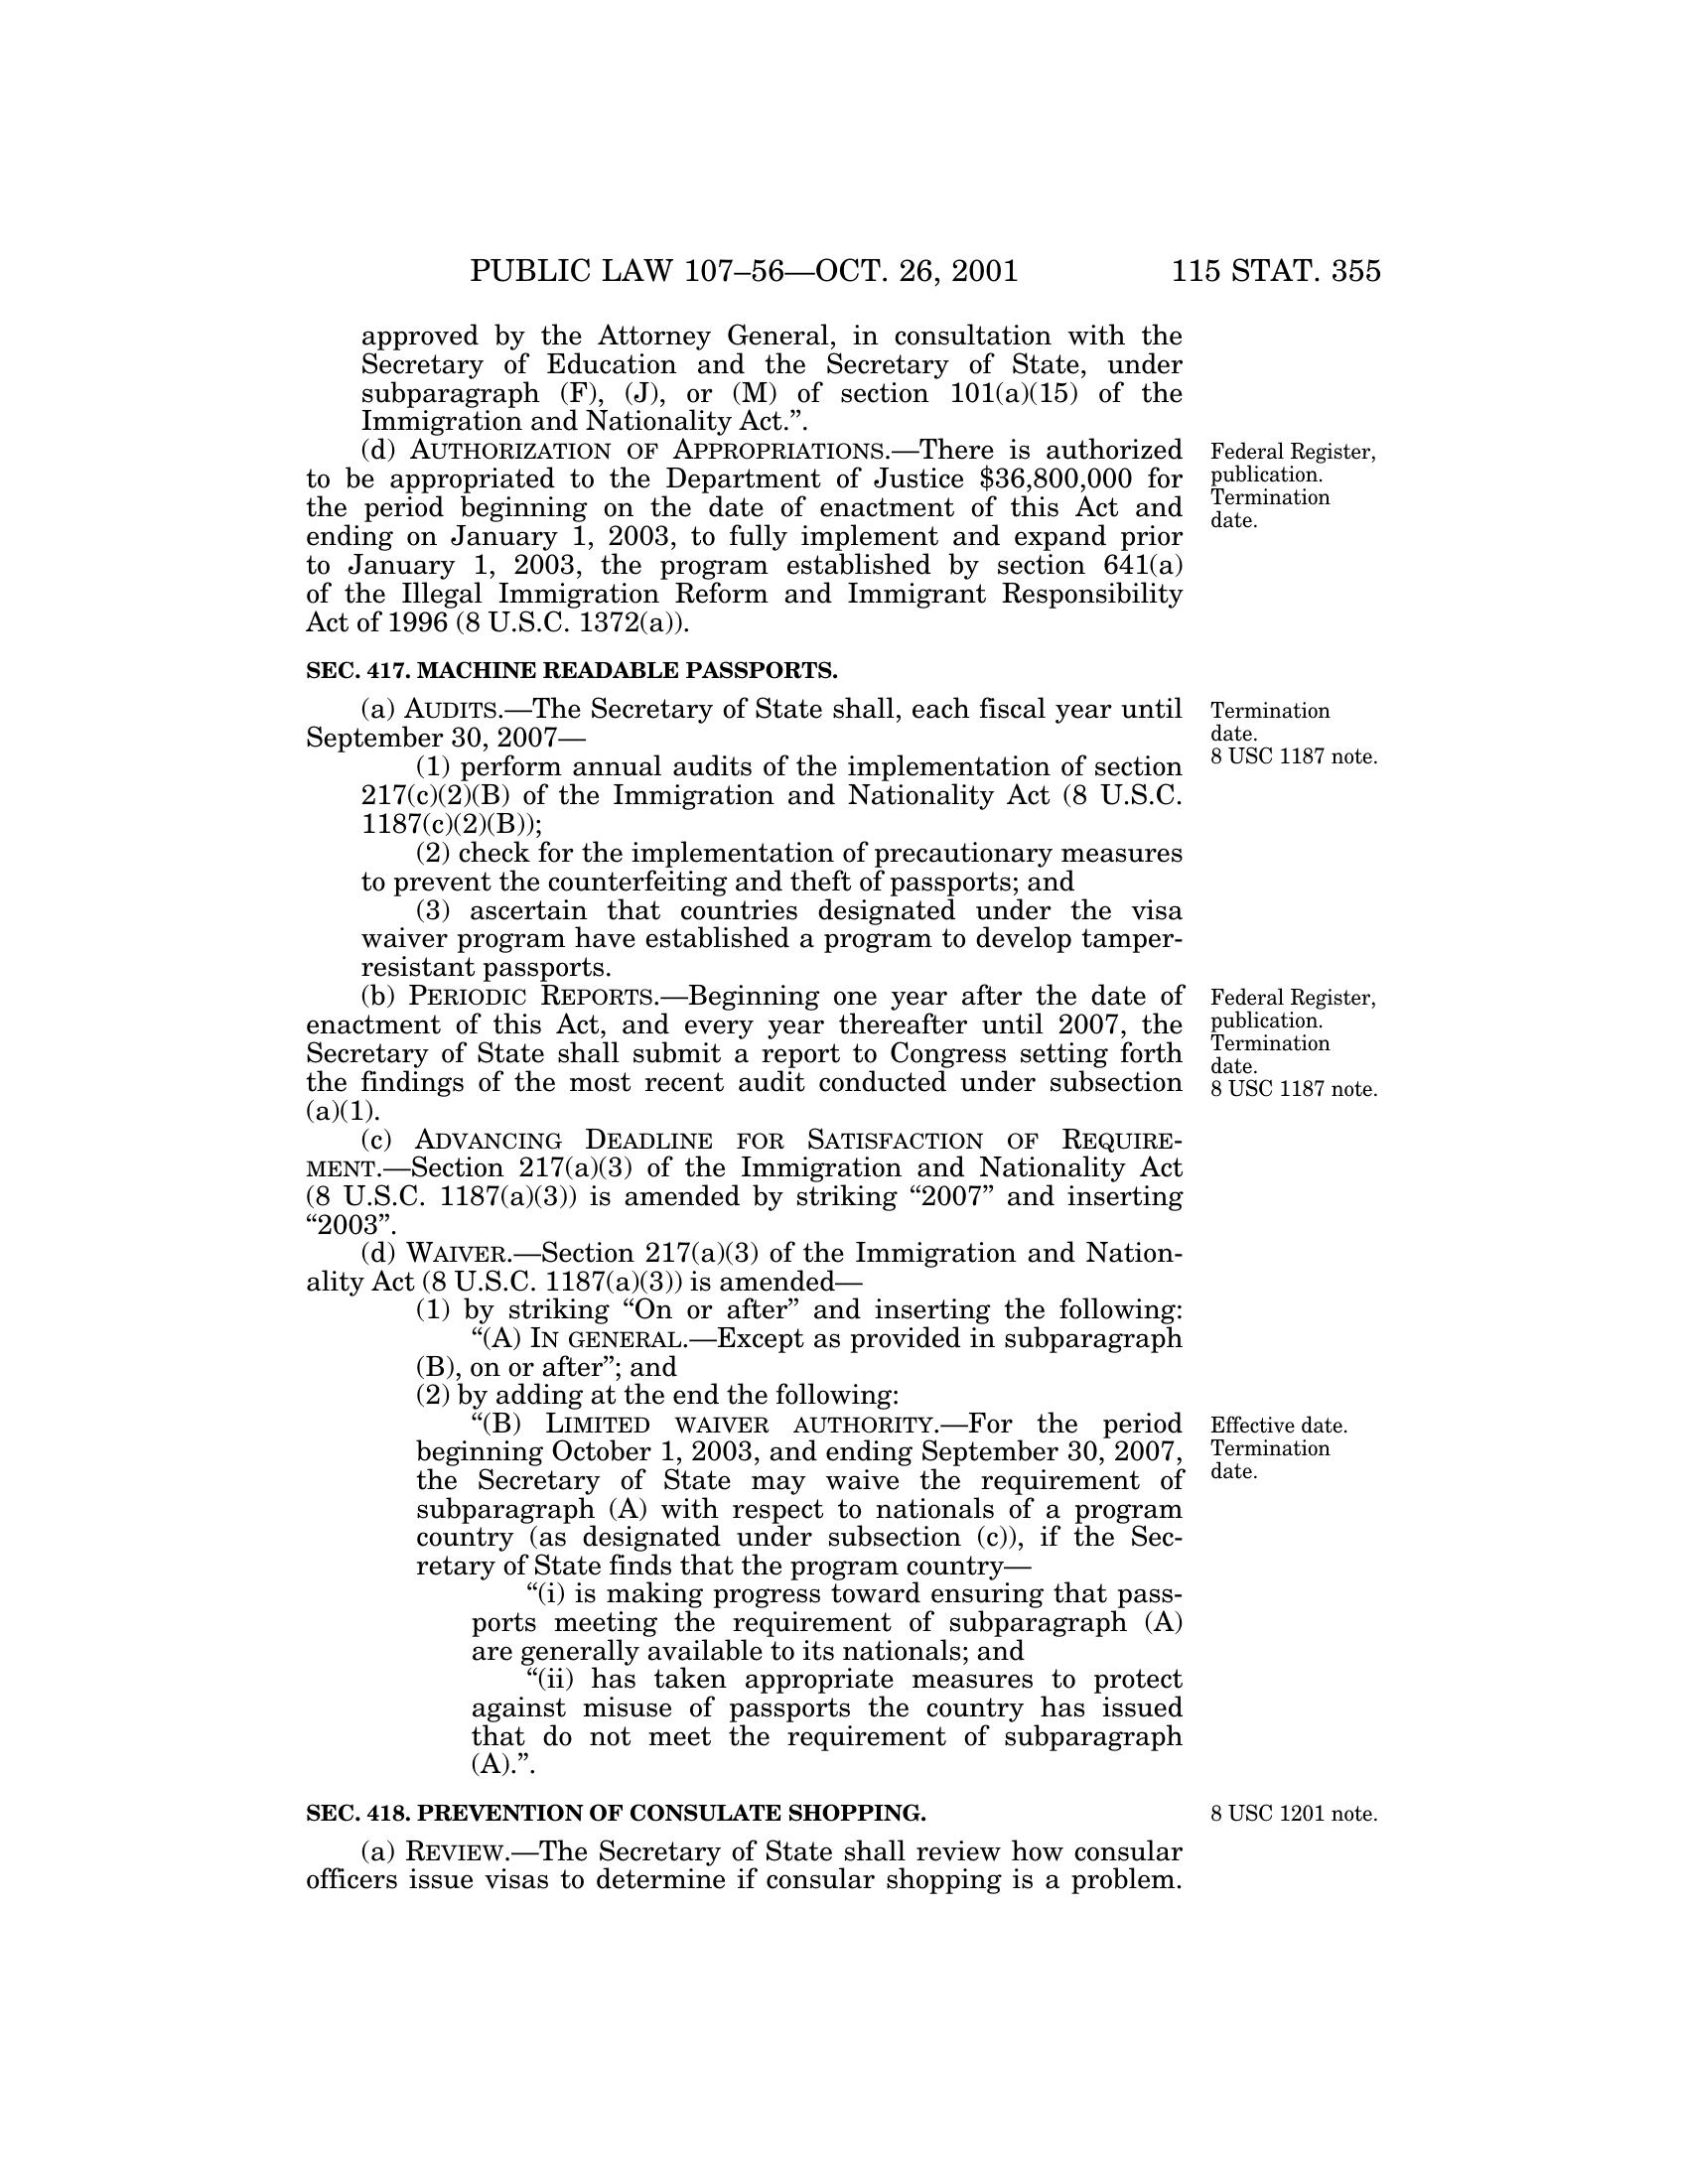 PUBLIC LAW 107–56—OCT. 26, 2001 115 STAT. 355
approved by the Attorney General, in consultation with the
Secretary of Education and the Secretary of State, under
subparagraph (F), (J), or (M) of section 101(a)(15) of the
Immigration and Nationality Act.”.
(d) AUTHORIZATION OF APPROPRIATIONS.—There is authorized
to be appropriated to the Department of Justice $36,800,000 for
the period beginning on the date of enactment of this Act and
ending on January 1, 2003, to fully implement and expand prior
to January 1, 2003, the program established by section 641(a)
of the Illegal Immigration Reform and Immigrant Responsibility
Act of 1996 (8 U.S.C. 1372(a)).
Federal Register,
publication.
Termination
date.
SEC. 417. MACHINE READABLE PASSPORTS.
(a) AUDITS.—The Secretary of State shall, each fiscal year until
September 30, 2007—
Termination
date.
8 USC 1187 note.
(1) perform annual audits of the implementation of section
217(c)(2)(B) of the Immigration and Nationality Act (8 U.S.C.
1187(c)(2)(B));
(2) check for the implementation of precautionary measures
to prevent the counterfeiting and theft of passports; and
(3) ascertain that countries designated under the visa
waiver program have established a program to develop tamper-
resistant passports.
(b) PERIODIC REPORTS.—Beginning one year after the date of
enactment of this Act, and every year thereafter until 2007, the
Secretary of State shall submit a report to Congress setting forth
the findings of the most recent audit conducted under subsection
(a)(1).
Federal Register,
publication.
Termination
date.
8 USC 1187 note.
(c) ADVANCING DEADLINE FOR SATISFACTION OF REQUIRE-
MENT.—Section 217(a)(3) of the Immigration and Nationality Act
(8 U.S.C. 1187(a)(3)) is amended by striking “2007” and inserting
“2003”.
(d) WAIVER.—Section 217(a)(3) of the Immigration and Nation-
ality Act (8 U.S.C. 1187(a)(3)) is amended—
(1) by striking “On or after” and inserting the following:
“(A) IN GENERAL.—Except as provided in subparagraph
(B), on or after”; and
(2) by adding at the end the following:
“(B) LIMITED WAIVER AUTHORITY.—For the period
beginning October 1, 2003, and ending September 30, 2007,
the Secretary of State may waive the requirement of
subparagraph (A) with respect to nationals of a program
country (as designated under subsection (c)), if the Sec-
retary of State finds that the program country—
Effective date.
Termination
date.
“(i) is making progress toward ensuring that pass-
ports meeting the requirement of subparagraph (A)
are generally available to its nationals; and
“(ii) has taken appropriate measures to protect
against misuse of passports the country has issued
that do not meet the requirement of subparagraph
(A).”.
SEC. 418. PREVENTION OF CONSULATE SHOPPING.
8 USC 1201 note.
(a) REVIEW.—The Secretary of State shall review how consular
officers issue visas to determine if consular shopping is a problem.